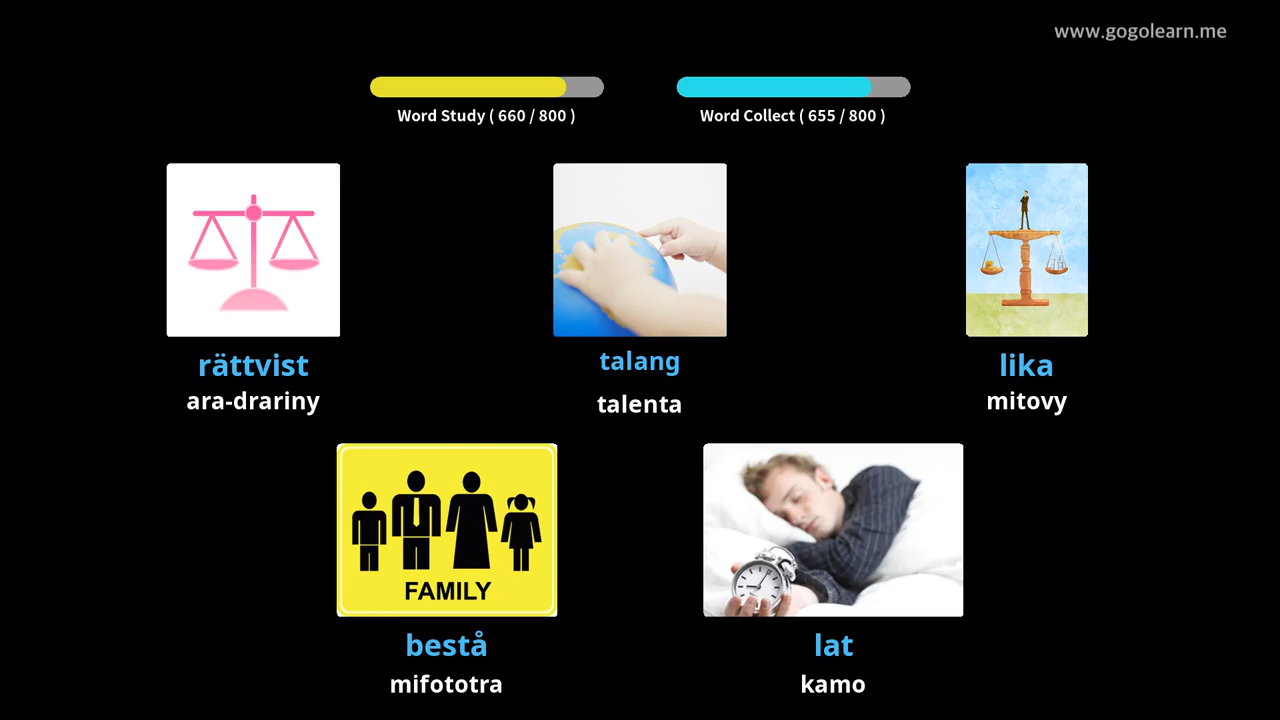 www.gogolearn.me
Word Study ( 660 / 800 )
Word Collect ( 655 / 800 )
rättvist
ara-drariny
talang
talenta
lika
mitovy
FAMILY
bestå
mifototra
lat
kamo